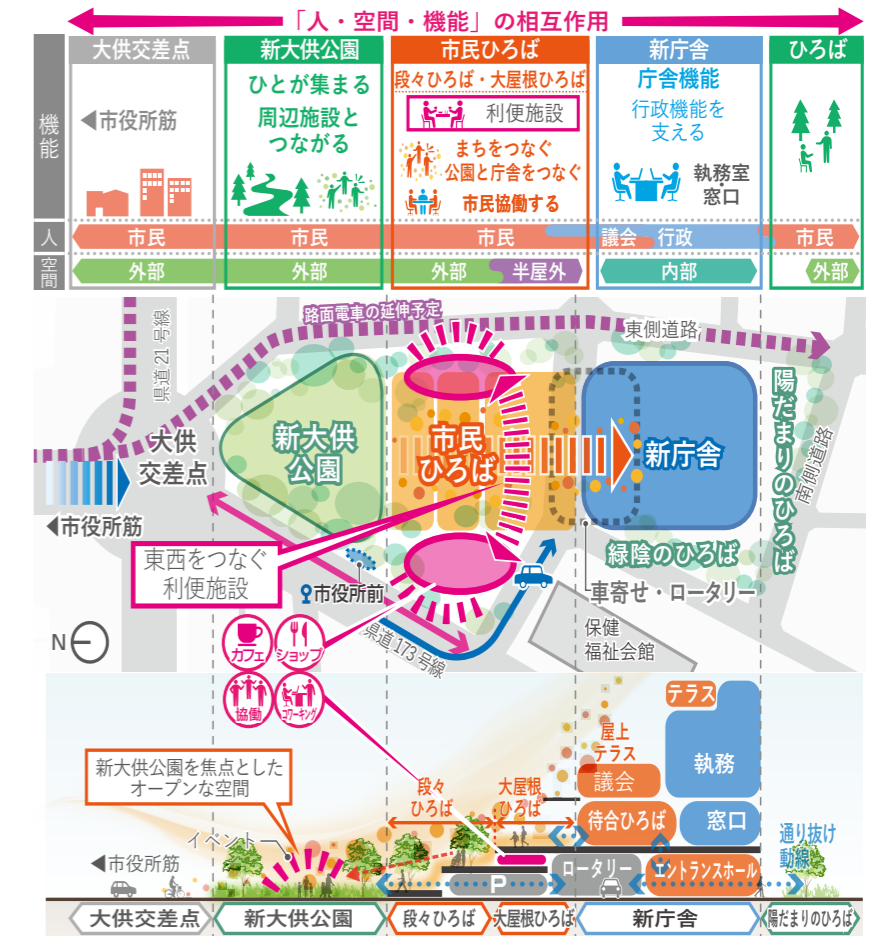 「人・空間・機能」の相互作用
機能
大供交差点
◀市役所筋
新大供公園
ひとが集まる
周辺施設と
つながる
市民ひろば
段々ひろば・大屋根ひろば
利便施設
まちをつなぐ
公園と庁舎をつなぐ
市民協働する
新庁舎
庁舎機能
行政機能を
支える
執務室
窓口
ひろば
人
市民
市民
市民
議会
行政
市民
空間
外部
外部
外部
半屋外
内部
外部
路面電車の延伸予定
県道21号線
東側道路
大供
交差点
新大供
公園
市民
ひろば
新庁舎
陽だまりのひろば
南側道路
◀市役所筋
東西をつなぐ
利便施設
市役所前
緑陰のひろば
車寄せ・ロータリー
県道173号線
保健
福祉会館
N
カフェ
ショップ
協働
コワーキング
新大供公園を焦点とした
オープンな空間
イベント
段々
ひろば
大屋根
ひろば
屋上
テラス
テラス
議会
執務
待合ひろば
窓口
通り抜け
動線
◀市役所筋
P
ロータリー
エントランスホール
大供交差点
新大供公園
段々ひろば
大屋根ひろば
新庁舎
陽だまりのひろば